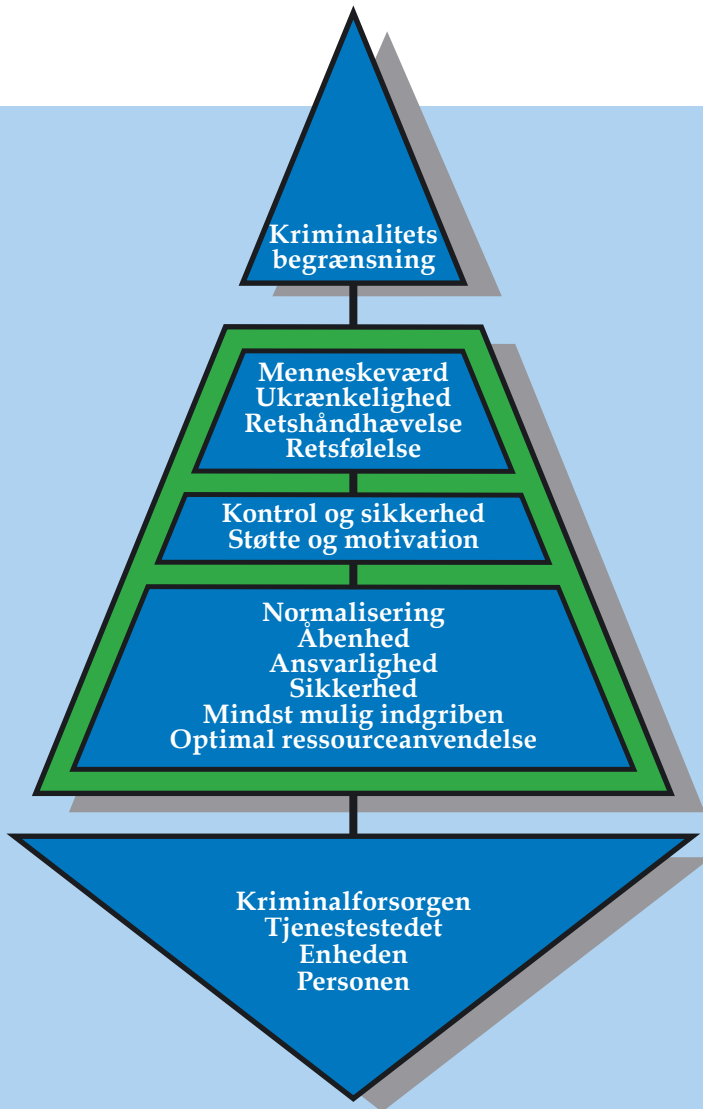 Kriminalitets
begrænsning
Menneskeværd
Ukrænkelighed
Retshåndhævelse
Retsfølelse
Kontrol og sikkerhed
Støtte og motivation
Normalisering
Åbenhed
Ansvarlighed
Sikkerhed
Mindst mulig indgriben
Optimal ressourceanvendelse
Kriminalforsorgen
Tjenestestedet
Enheden
Personen